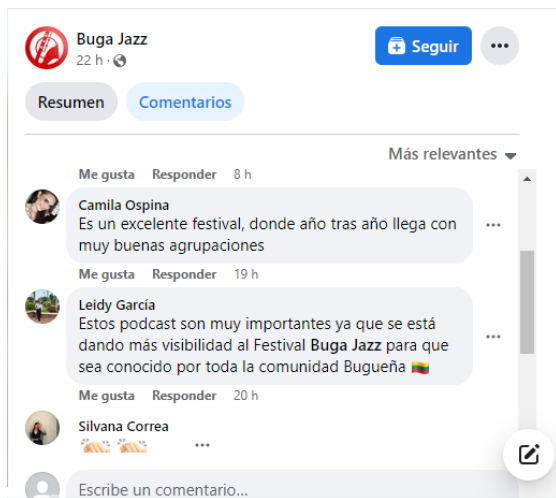 Buga Jazz
22 h ·
Seguir
Resumen
Comentarios
Más relevantes
Me gusta Responder 8 h
Camila Ospina
Es un excelente festival, donde año tras año llega con
muy buenas agrupaciones
Me gusta Responder 19 h
Leidy García
Estos podcast son muy importantes ya que se está
dando más visibilidad al Festival Buga Jazz para que
sea conocido por toda la comunidad Bugueña 🇱🇹
Me gusta Responder 20 h
Silvana Correa
👏🏻 👏🏻
Escribe un comentario...